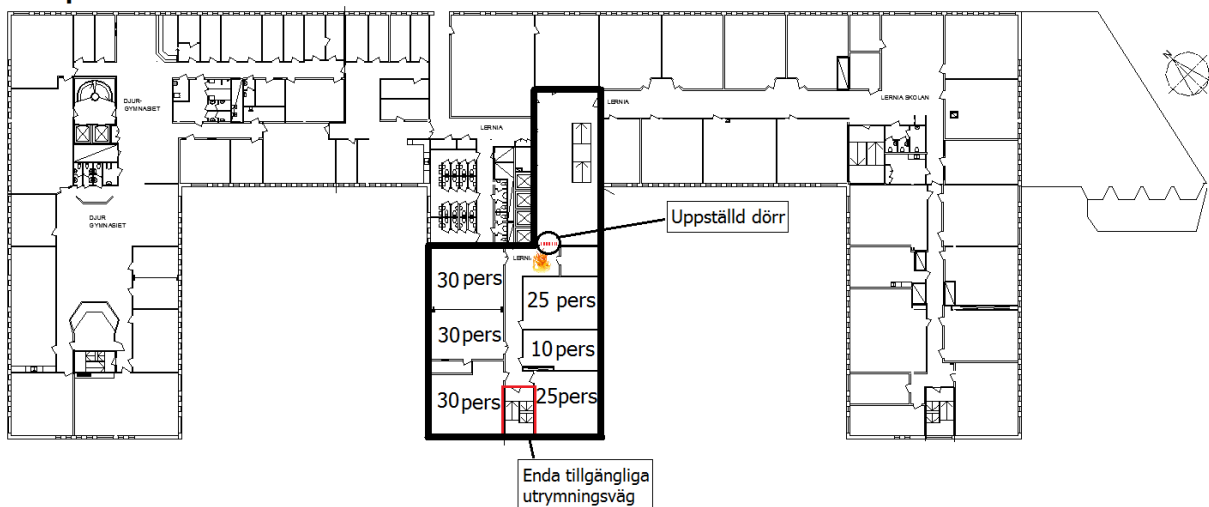 DJUR-
GYMNASIET
LERNIA
LERNIA
LERNIA SKOLAN
DJUR
GYMNASIET
Uppställd dörr
LERNI
30 pers
25 pers
30 pers
10 pers
30 pers
25pers
Enda tillgängliga
utrymningsväg